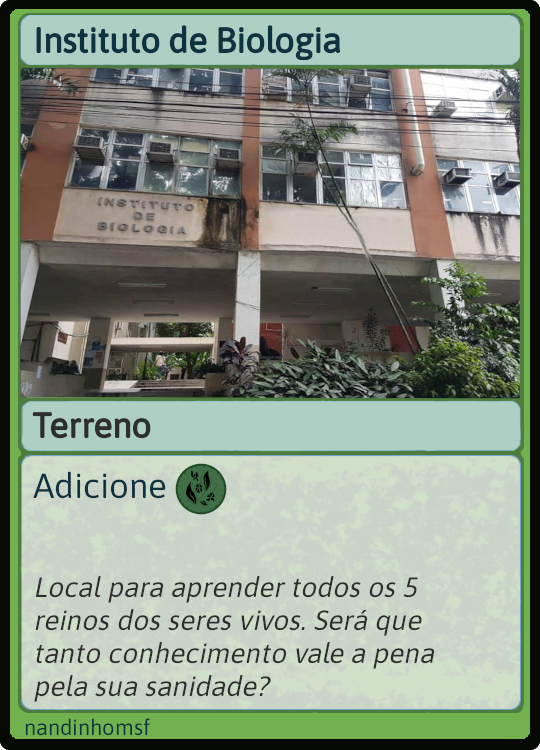 Instituto de Biologia
INSTITUTO
DE
BIOLOGIA
Terreno
Adicione
Local para aprender todos os 5
reinos dos seres vivos. Será que
tanto conhecimento vale a pena
pela sua sanidade?
nandinhomsf